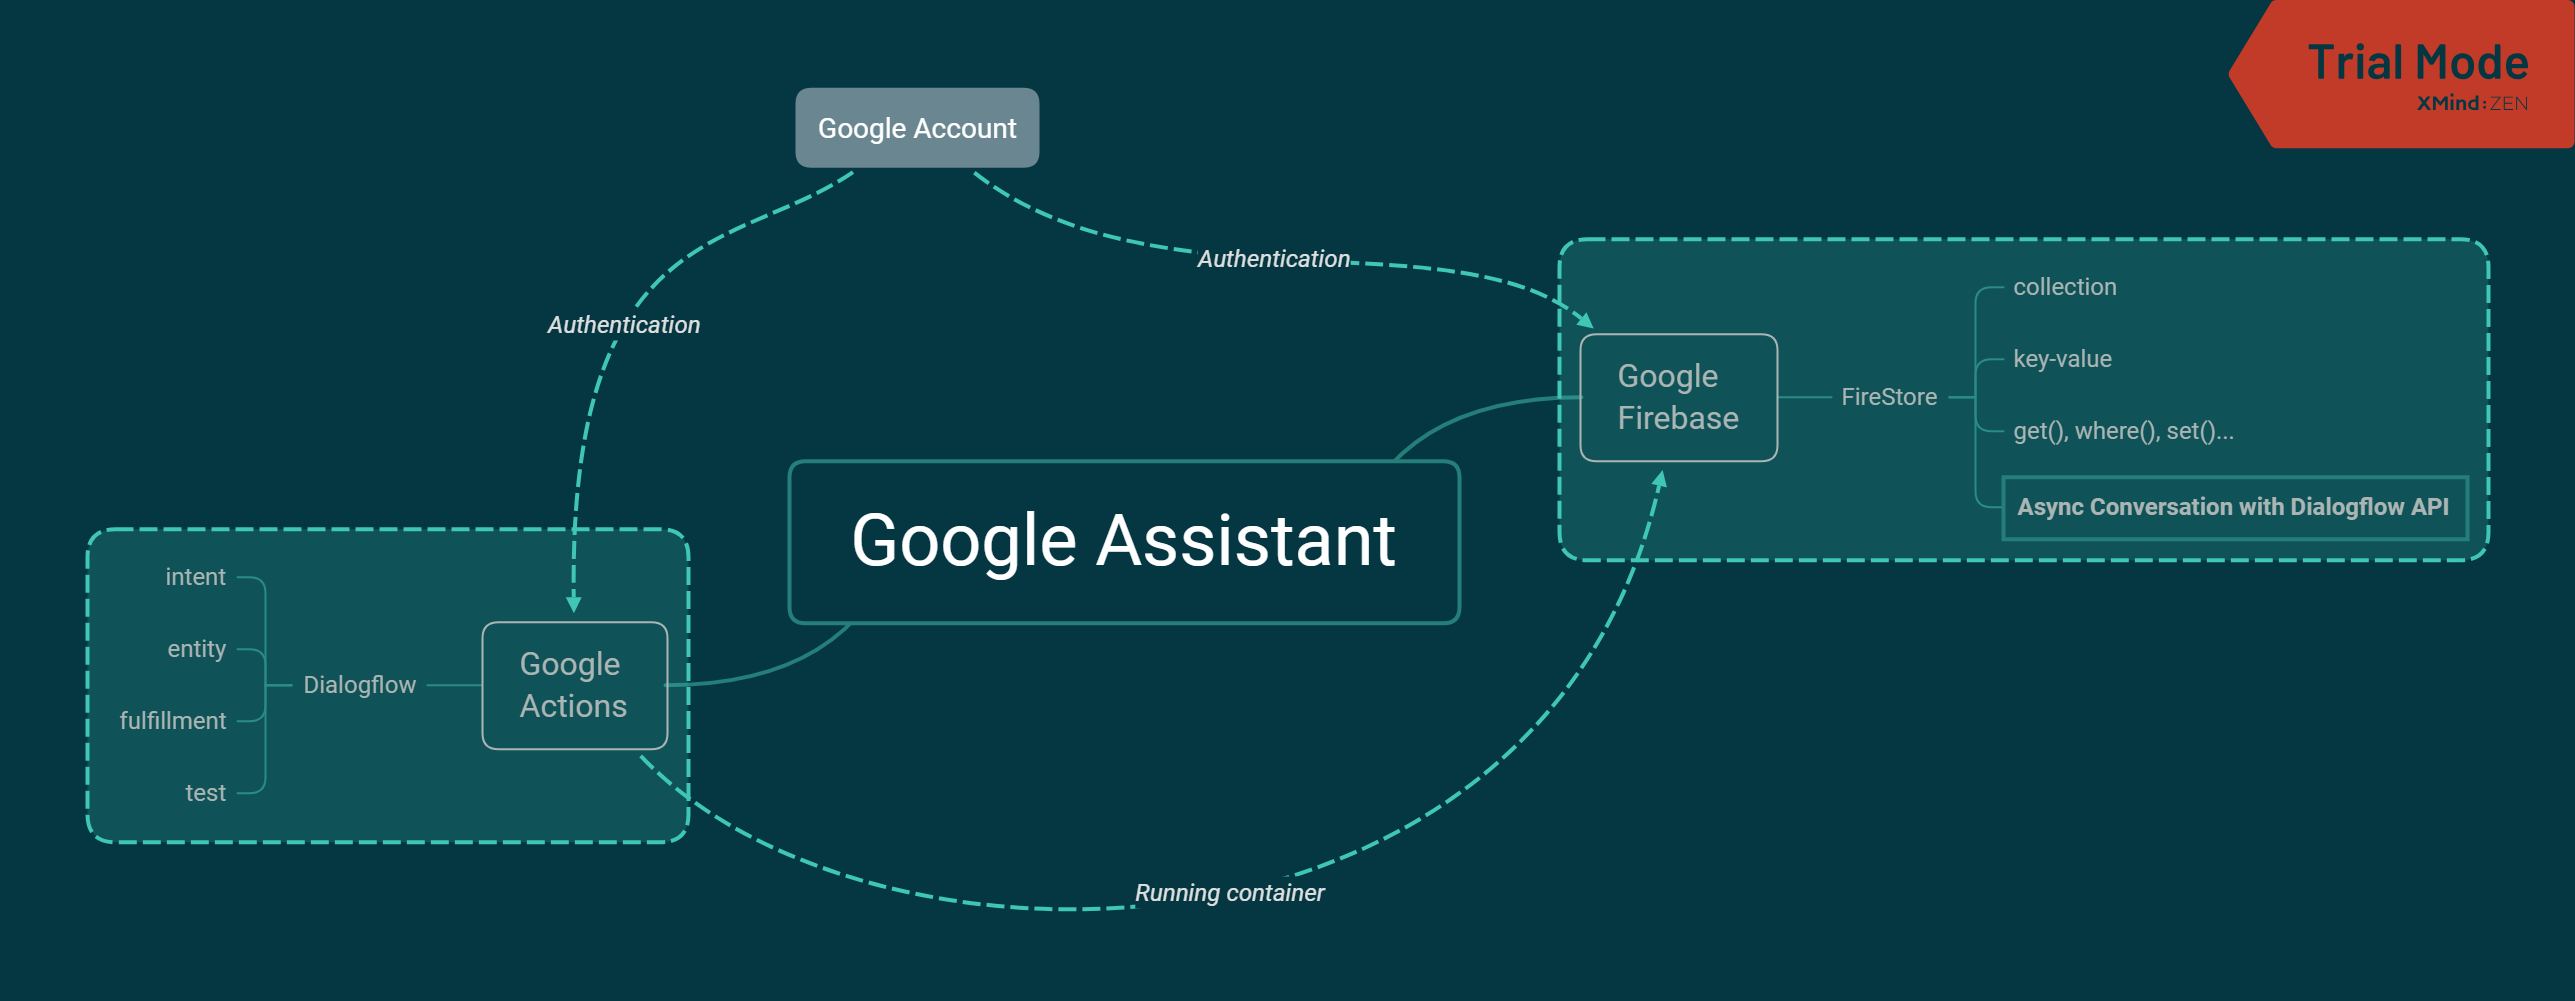 Trial Mode
XMind:ZEN
Google Account
Authentication
Authentication
Google
Firebase
FireStore
collection
key-value
get(), where(), set()...
Async Conversation with Dialogflow API
Google Assistant
Google
Actions
Dialogflow
intent
entity
fulfillment
test
Running container